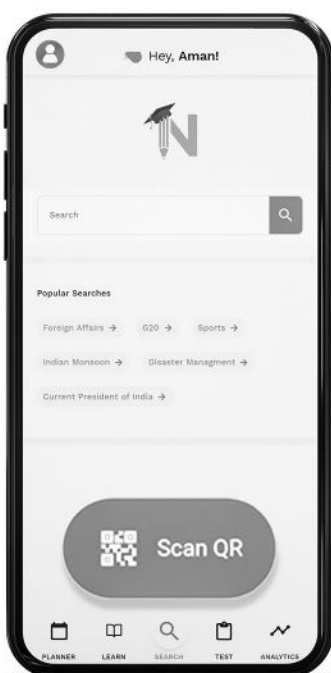 Hey, Aman!
N
Search
Popular Searches
Foreign Affairs → G20 → Sports →
Indian Monsoon → Disaster Managment →
Current President of India →
Scan QR
PLANNER LEARN SEARCH TEST ANALYTICS